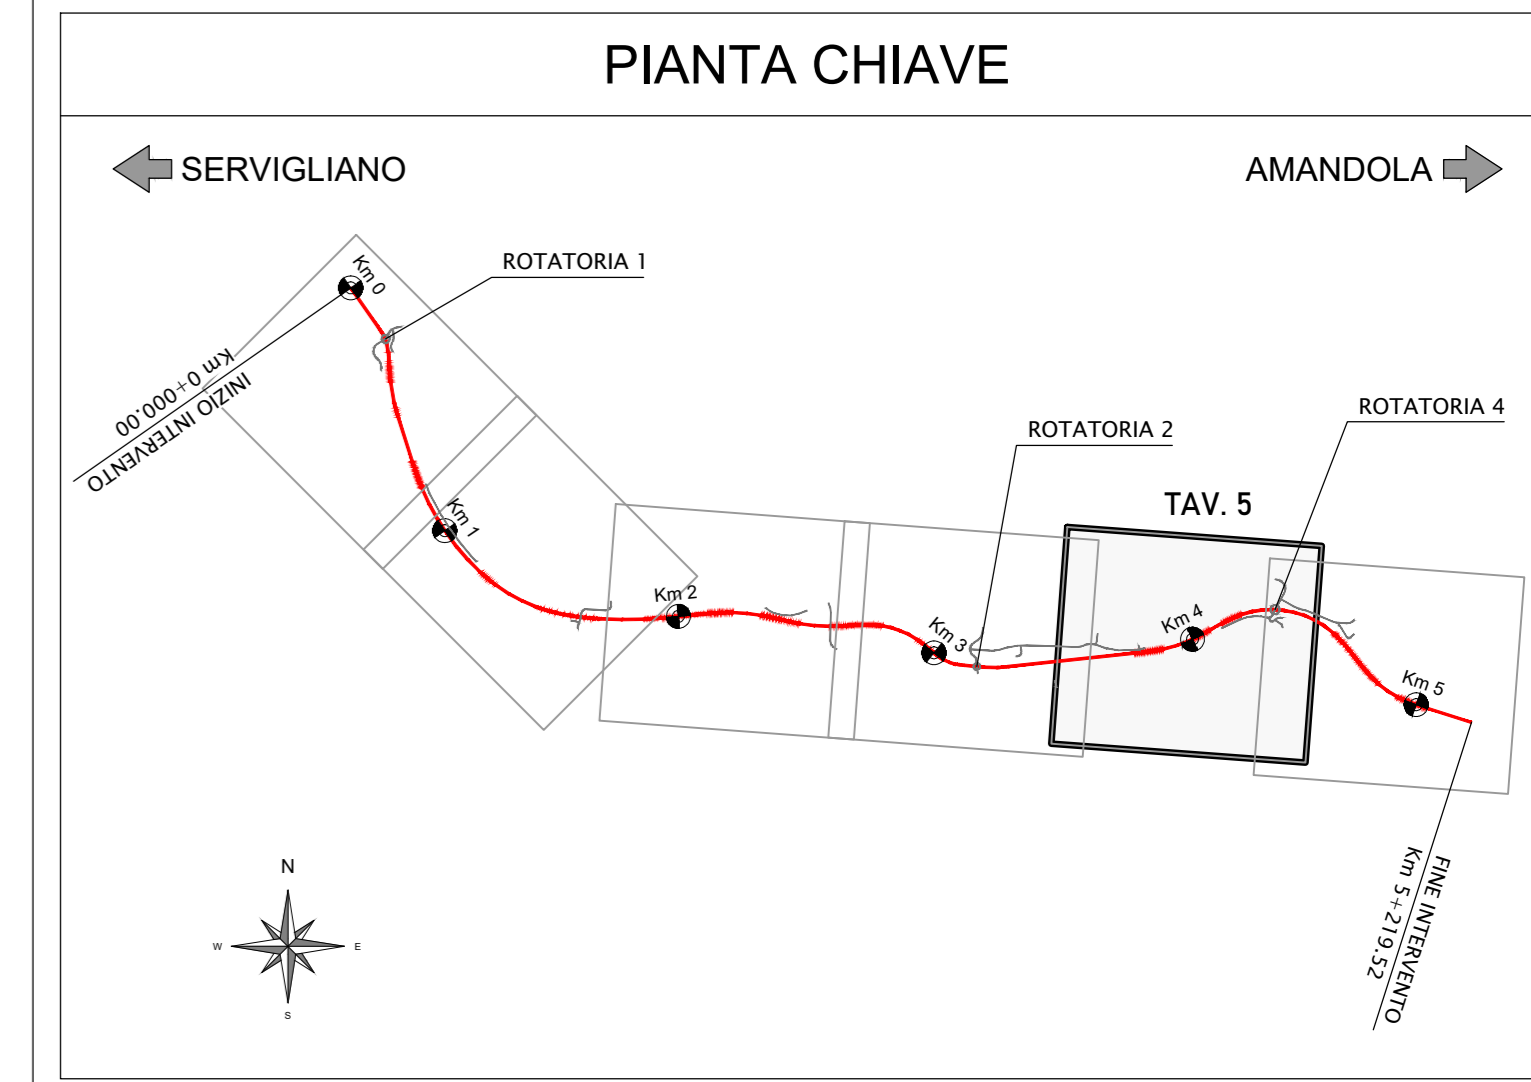 PIANTA CHIAVE
SERVIGLIANO
AMANDOLA
ROTATORIA 1
Km 0
INIZIO INTERVENTO
Km 0+000.00
ROTATORIA 4
ROTATORIA 2
TAV. 5
Km 1
Km 2
Km 3
Km 4
Km 5
FINE INTERVENTO
Km 5+219.52
N
W
E
S